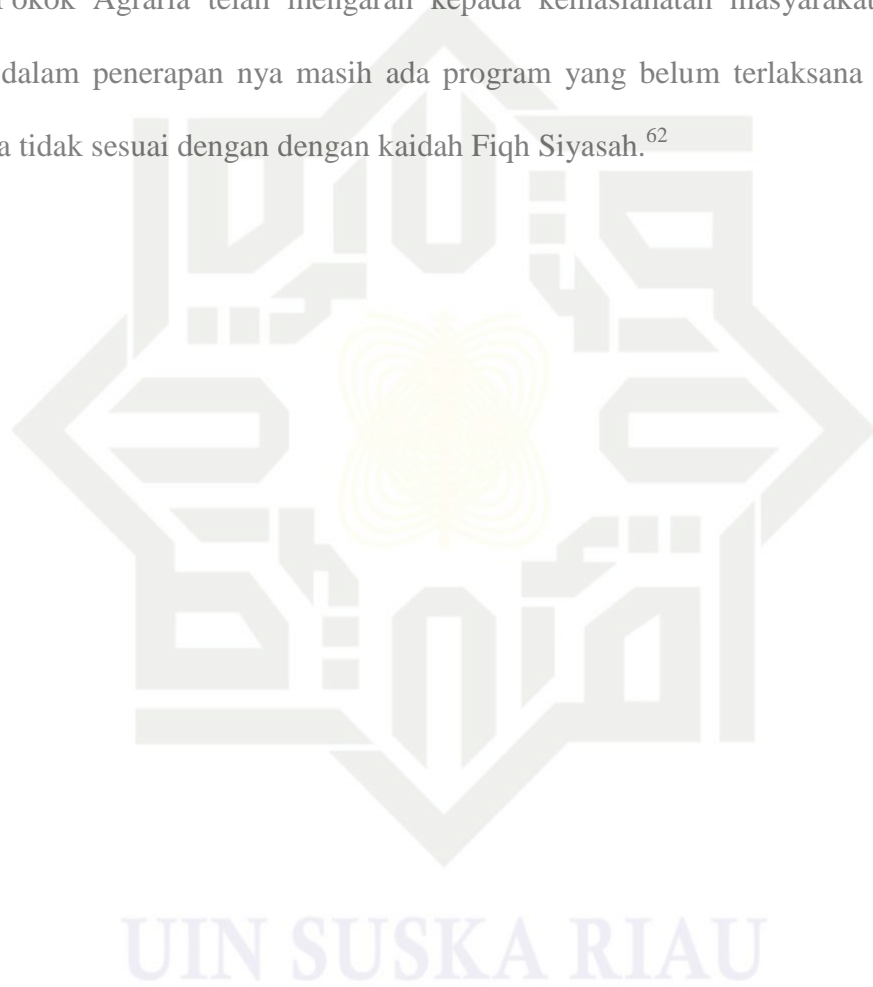 Pokok Agraria telah mengarah kepada kemaslahatan masyarakat
dalam penerapan nya masih ada program yang belum terlaksana
a tidak sesuai dengan dengan kaidah Fiqh Siyasah.62
UIN SUSKA RIAU